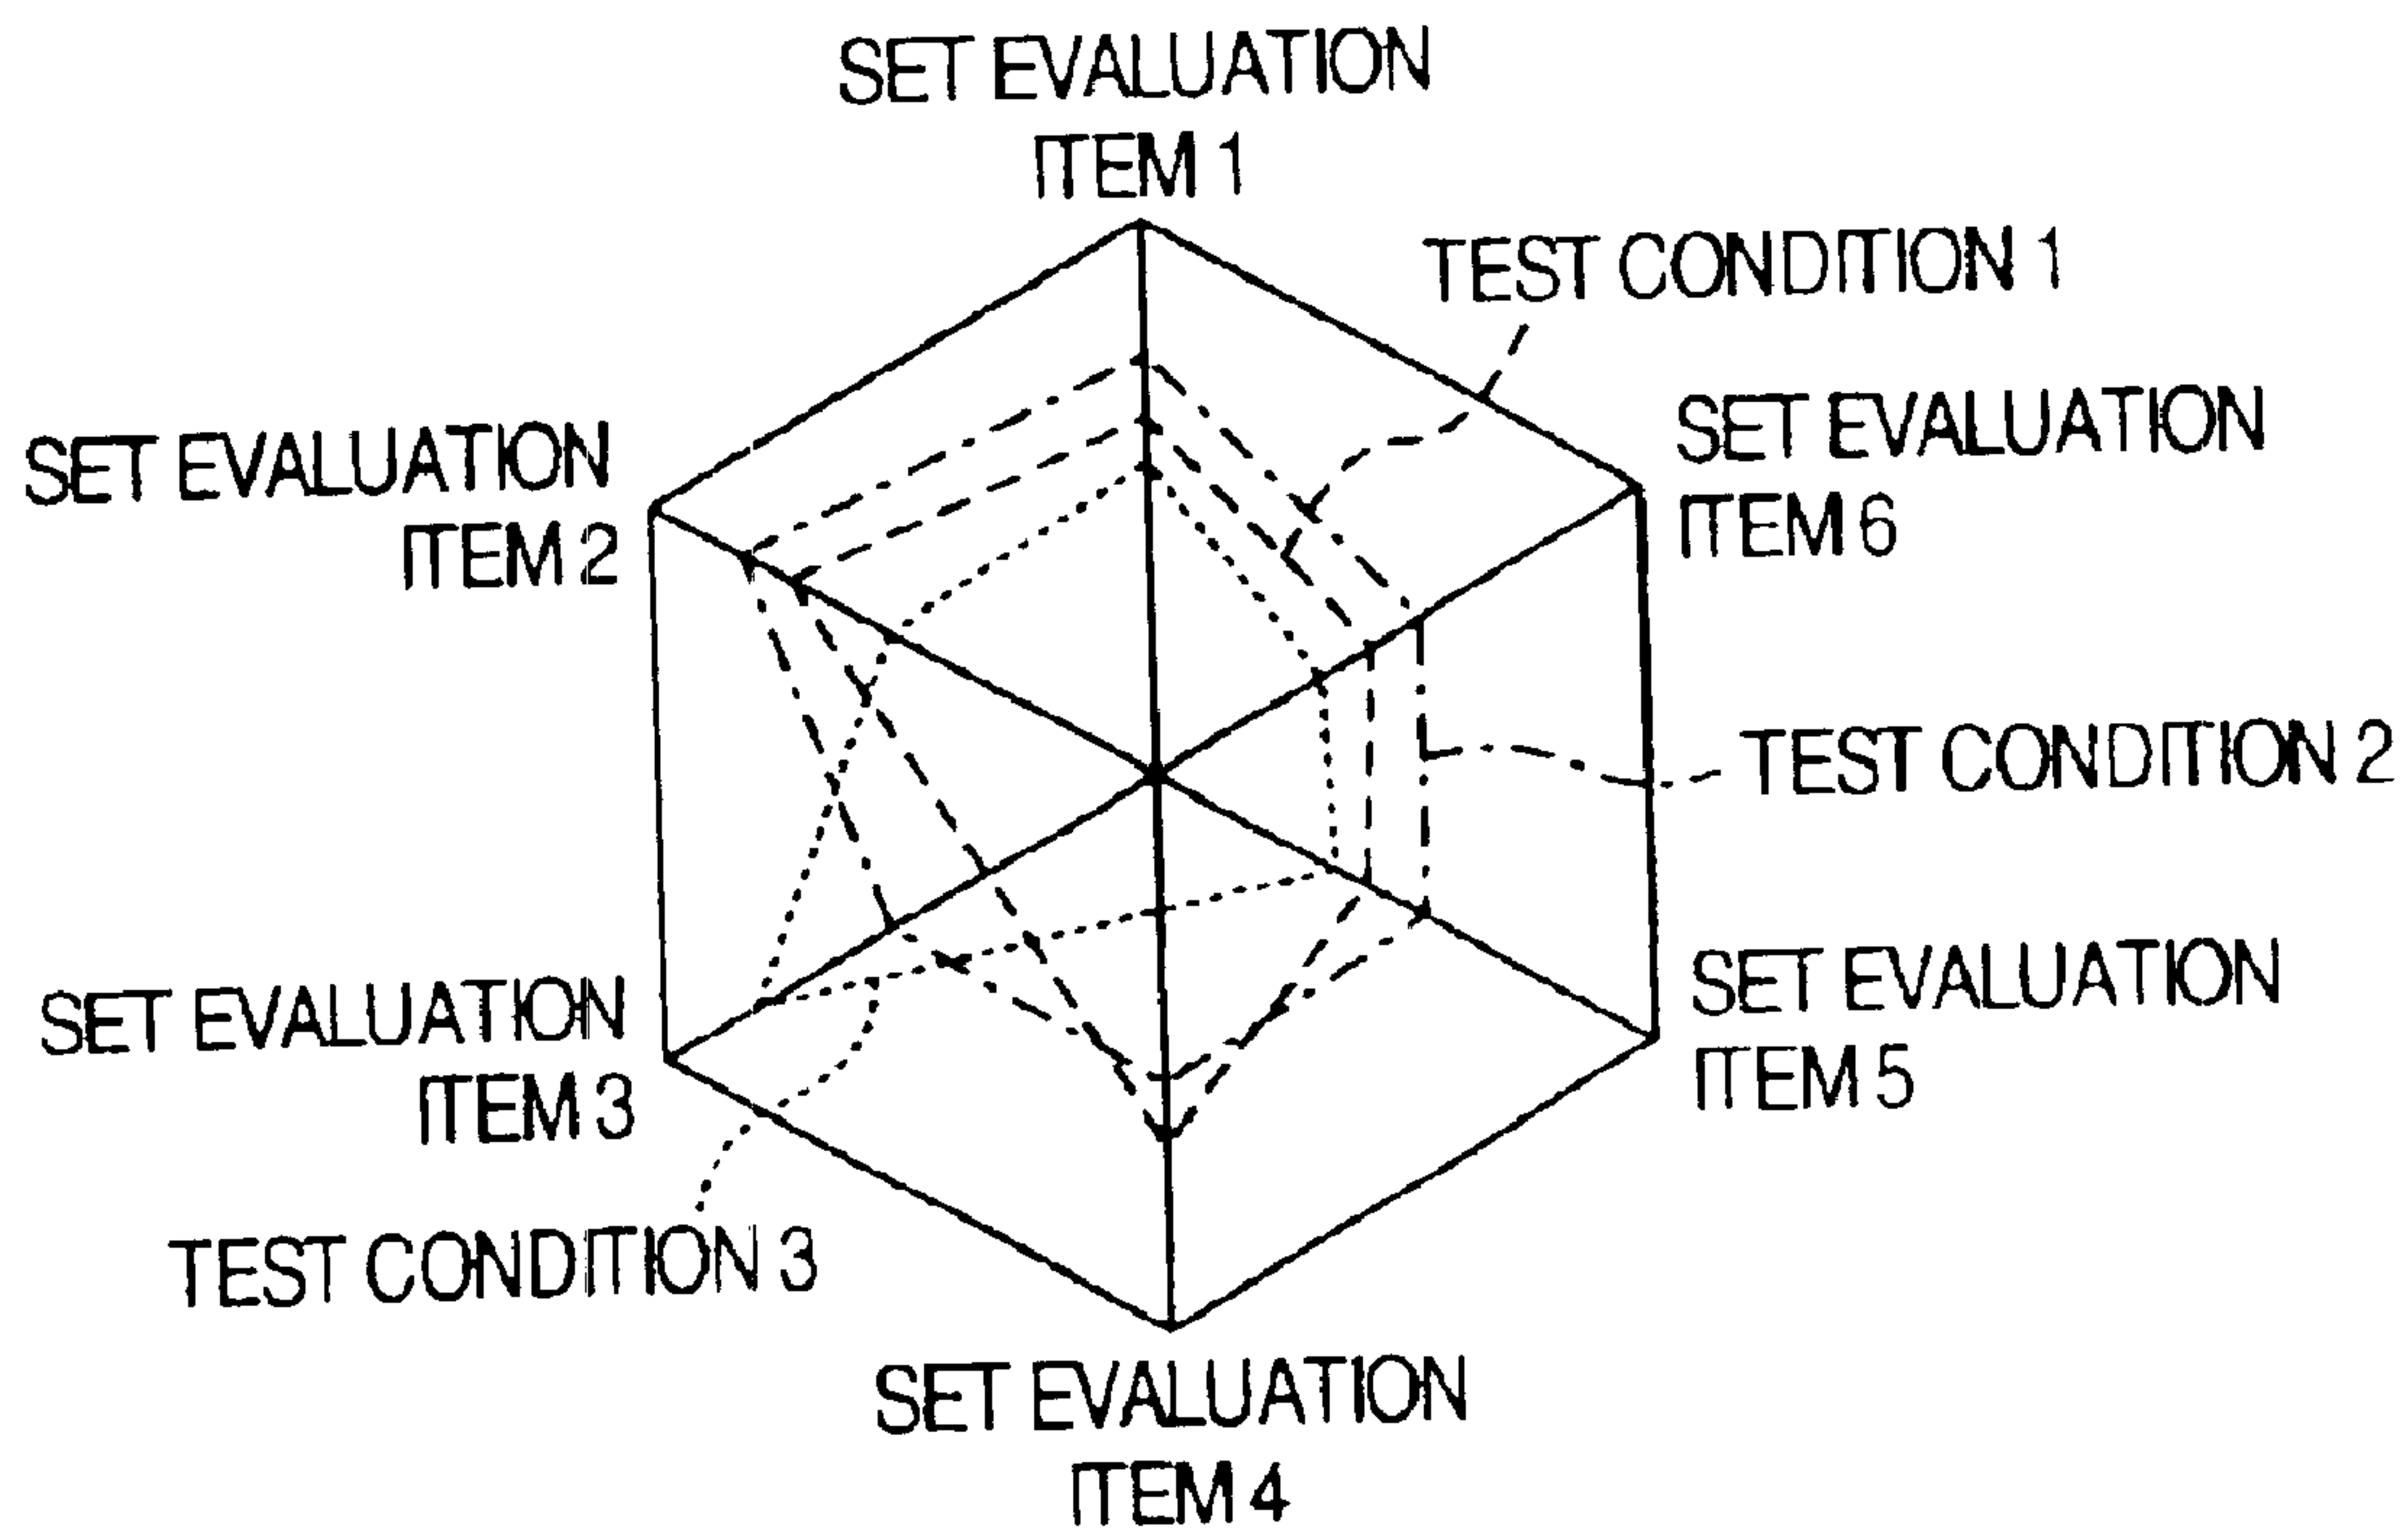 SET EVALUATION
ITEM 1
TEST CONDITION 1
SET EVALUATION
ITEM 6
SET EVALUATION
ITEM 2
TEST CONDITION 2
SET EVALUATION
ITEM 5
SET EVALUATION
ITEM 3
TEST CONDITION 3
SET EVALUATION
ITEM 4